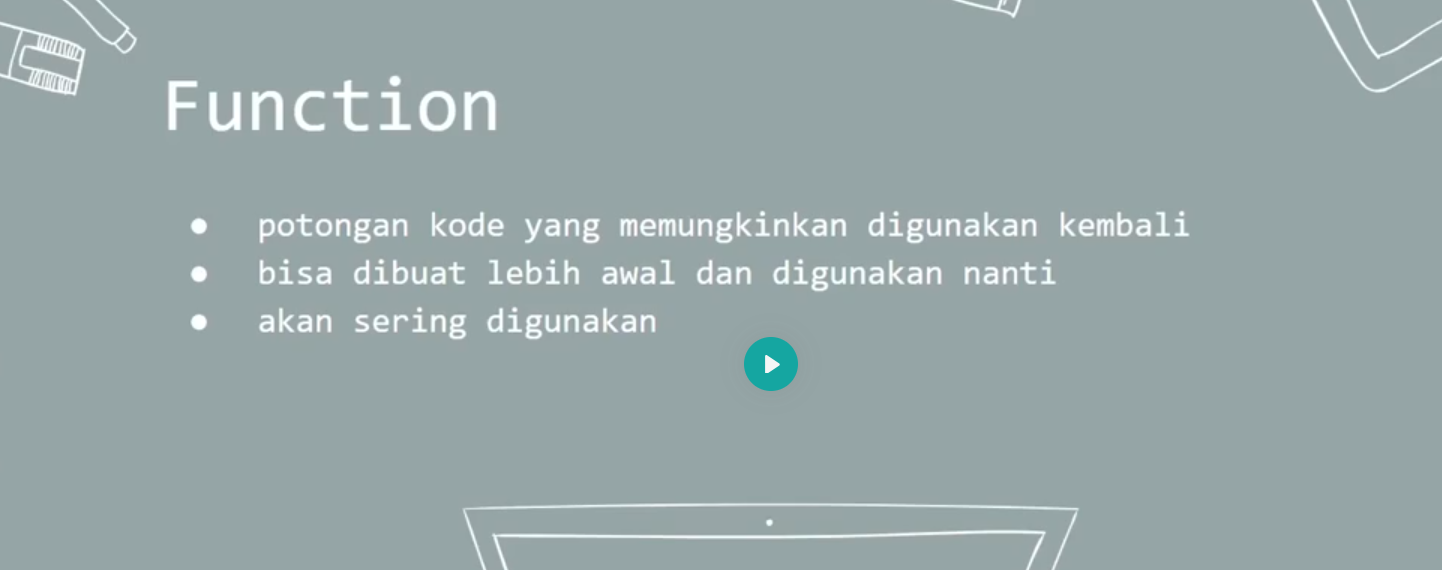 Function
● potongan kode yang memungkinkan digunakan kembali
● bisa dibuat lebih awal dan digunakan nanti
● akan sering digunakan